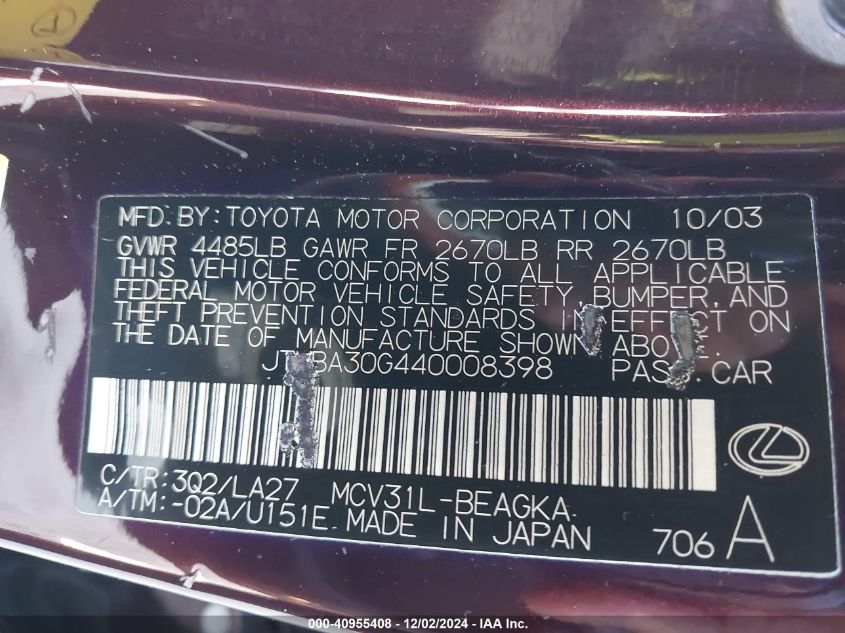 MFD.BY:TOYOTA MOTOR CORPORATION 10/03
GVWR 4485LB GAWR FR 2670LB RR 2670LB
THIS VEHICLE CONFORMS TO ALL APPLICABLE
FEDERAL MOTOR VEHICLE SAFETY, BUMPER, AND
THEFT PREVENTION STANDARDS IN EFFECT ON
THE DATE OF MANUFACTURE SHOWN ABOVE.
PASS.CAR
C/TR:3Q2/LA27 MCV31L-BEAGKA
A/TM:-02A/U151E MADE IN JAPAN
706 A
000-40955408 - 12/02/2024 - IAA Inc.